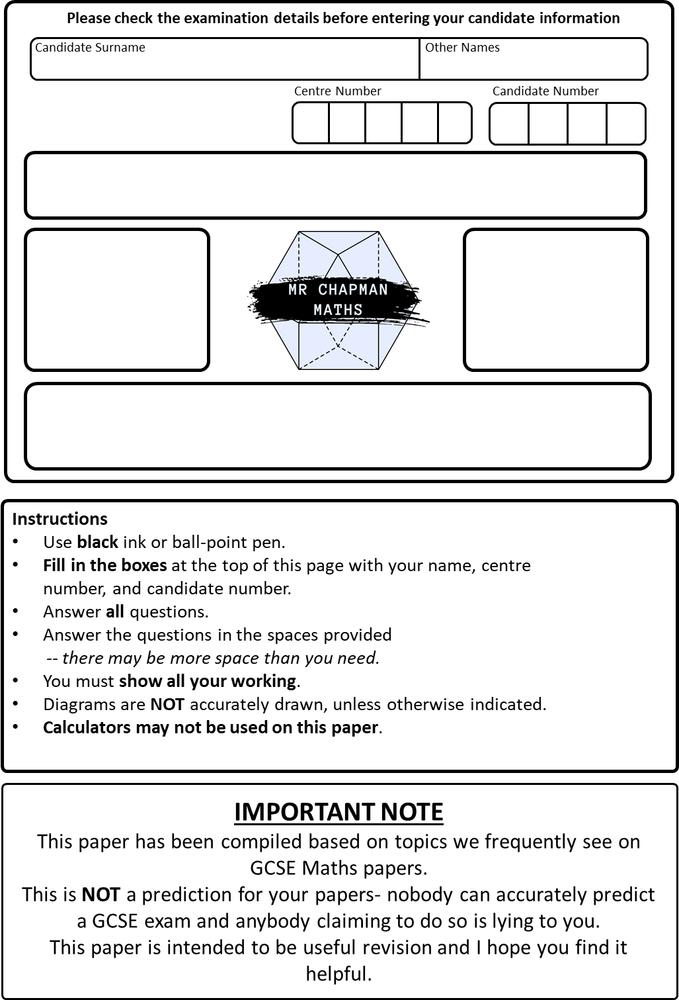 Please check the examination details before entering your candidate information
Candidate Surname
Other Names
Centre Number
Candidate Number
MR CHAPMAN
MATHS
Instructions
• Use black ink or ball-point pen.
• Fill in the boxes at the top of this page with your name, centre
number, and candidate number.
• Answer all questions.
• Answer the questions in the spaces provided
-- there may be more space than you need.
• You must show all your working.
• Diagrams are NOT accurately drawn, unless otherwise indicated.
• Calculators may not be used on this paper.
IMPORTANT NOTE
This paper has been compiled based on topics we frequently see on
GCSE Maths papers.
This is NOT a prediction for your papers- nobody can accurately predict
a GCSE exam and anybody claiming to do so is lying to you.
This paper is intended to be useful revision and I hope you find it
helpful.